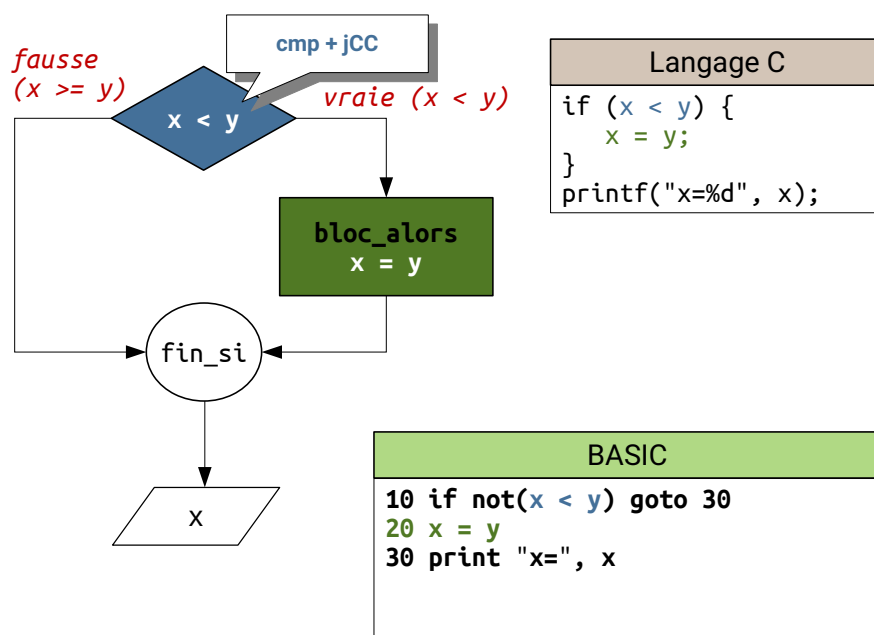 cmp + jCC
fausse
(x >= y)
vraie (x < y)
x < y
bloc_alors
x = y
fin_si
x
Langage C
if (x < y) {
   x = y;
}
printf("x=%d", x);
BASIC
10 if not(x < y) goto 30
20 x = y
30 print "x=", x